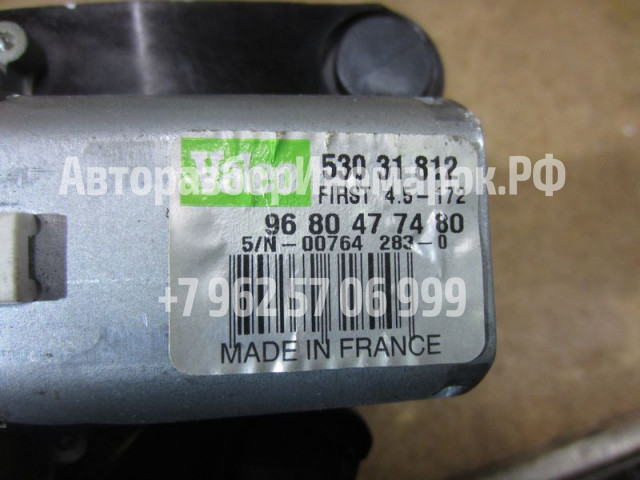 Valeo 530 31 812
АвторазборИномарок.РФ
FIRST 4.5-172
96 80 47 74 80
S/N-00764 283-0
+7 962 57 06 999
MADE IN FRANCE